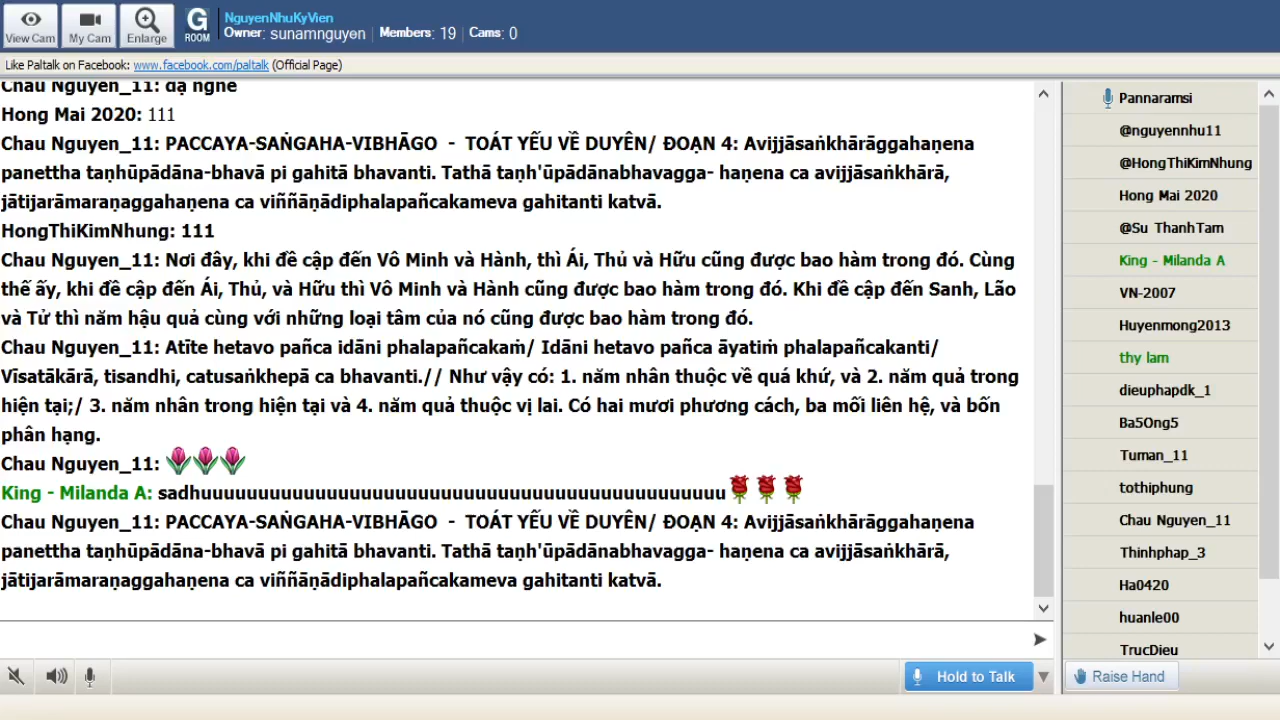 View Cam
My Cam
Enlarge
G
ROOM
NguyenNhuKyVien
Owner: sunamnguyen | Members: 19 | Cams: 0
Like Paltalk on Facebook: www.facebook.com/paltalk (Official Page)
Chau Nguyen_11: dạ nghe
Hong Mai 2020: 111
Chau Nguyen_11: PACCAYA-SAṄGAHA-VIBHĀGO - TOÁT YẾU VỀ DUYÊN/ ĐOẠN 4: Avijjāsaṅkhārāggahaṇena
panettha taṇhūpādāna-bhavā pi gahitā bhavanti. Tathā taṇh'ūpādānabhavagga- haṇena ca avijjāsaṅkhārā,
jātijarāmaraṇaggahaṇena ca viññāṇādiphalapañcakameva gahitanti katvā.
HongThiKimNhung: 111
Chau Nguyen_11: Nơi đây, khi đề cập đến Vô Minh và Hành, thì Ái, Thủ và Hữu cũng được bao hàm trong đó. Cùng
thế ấy, khi đề cập đến Ái, Thủ, và Hữu thì Vô Minh và Hành cũng được bao hàm trong đó. Khi đề cập đến Sanh, Lão
và Tử thì năm hậu quả cùng với những loại tâm của nó cũng được bao hàm trong đó.
Chau Nguyen_11: Atīte hetavo pañca idāni phalapañcakaṁ/ Idāni hetavo pañca āyatiṁ phalapañcakanti/
Vīsatākārā, tisandhi, catusaṅkhepā ca bhavanti.// Như vậy có: 1. năm nhân thuộc về quá khứ, và 2. năm quả trong
hiện tại;/ 3. năm nhân trong hiện tại và 4. năm quả thuộc vị lai. Có hai mươi phương cách, ba mối liên hệ, và bốn
phân hạng.
Chau Nguyen_11:
King - Milanda A: sadhuuuuuuuuuuuuuuuuuuuuuuuuuuuuuuuuuuuuuuuuuuuuuu
Chau Nguyen_11: PACCAYA-SAṄGAHA-VIBHĀGO - TOÁT YẾU VỀ DUYÊN/ ĐOẠN 4: Avijjāsaṅkhārāggahaṇena
panettha taṇhūpādāna-bhavā pi gahitā bhavanti. Tathā taṇh'ūpādānabhavagga- haṇena ca avijjāsaṅkhārā,
jātijarāmaraṇaggahaṇena ca viññāṇādiphalapañcakameva gahitanti katvā.
Hold to Talk
Pannaramsi
@nguyennhu11
@HongThiKimNhung
Hong Mai 2020
@Su ThanhTam
King - Milanda A
VN-2007
Huyenmong2013
thy lam
dieuphapdk_1
Ba5Ong5
Tuman_11
tothiphung
Chau Nguyen_11
Thinhphap_3
Ha0420
huanle00
TrucDieu
Raise Hand